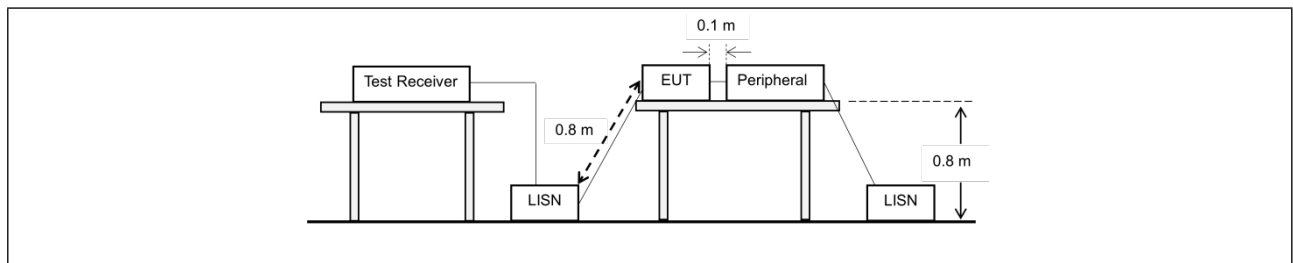 0.1 m
Test Receiver
EUT
Peripheral
0.8 m
0.8 m
LISN
LISN